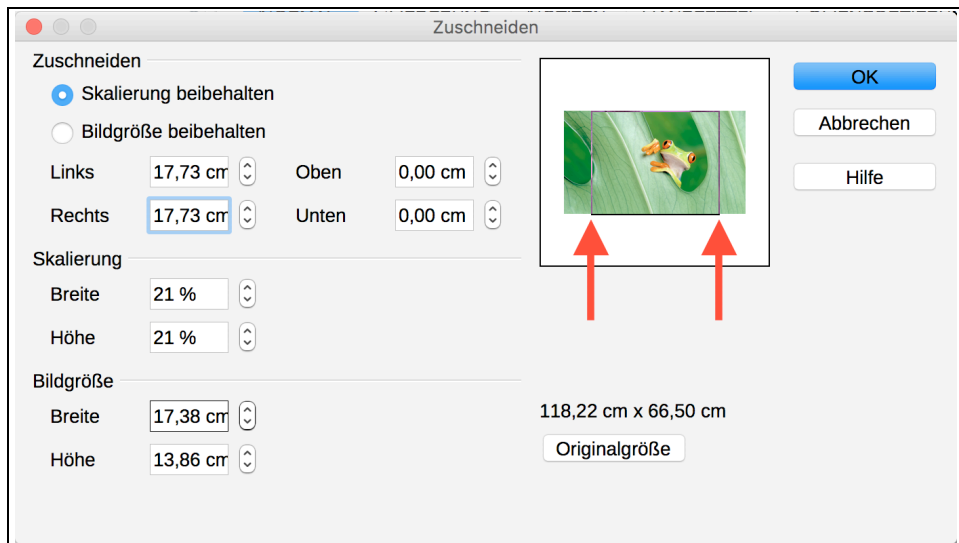 Zuschneiden
Zuschneiden
Skalierung beibehalten
Bildgröße beibehalten
Links 17,73 cm Oben 0,00 cm
Rechts 17,73 cm Unten 0,00 cm
Skalierung
Breite 21 %
Höhe 21 %
Bildgröße
Breite 17,38 cm
Höhe 13,86 cm
OK
Abbrechen
Hilfe
118,22 cm x 66,50 cm
Originalgröße